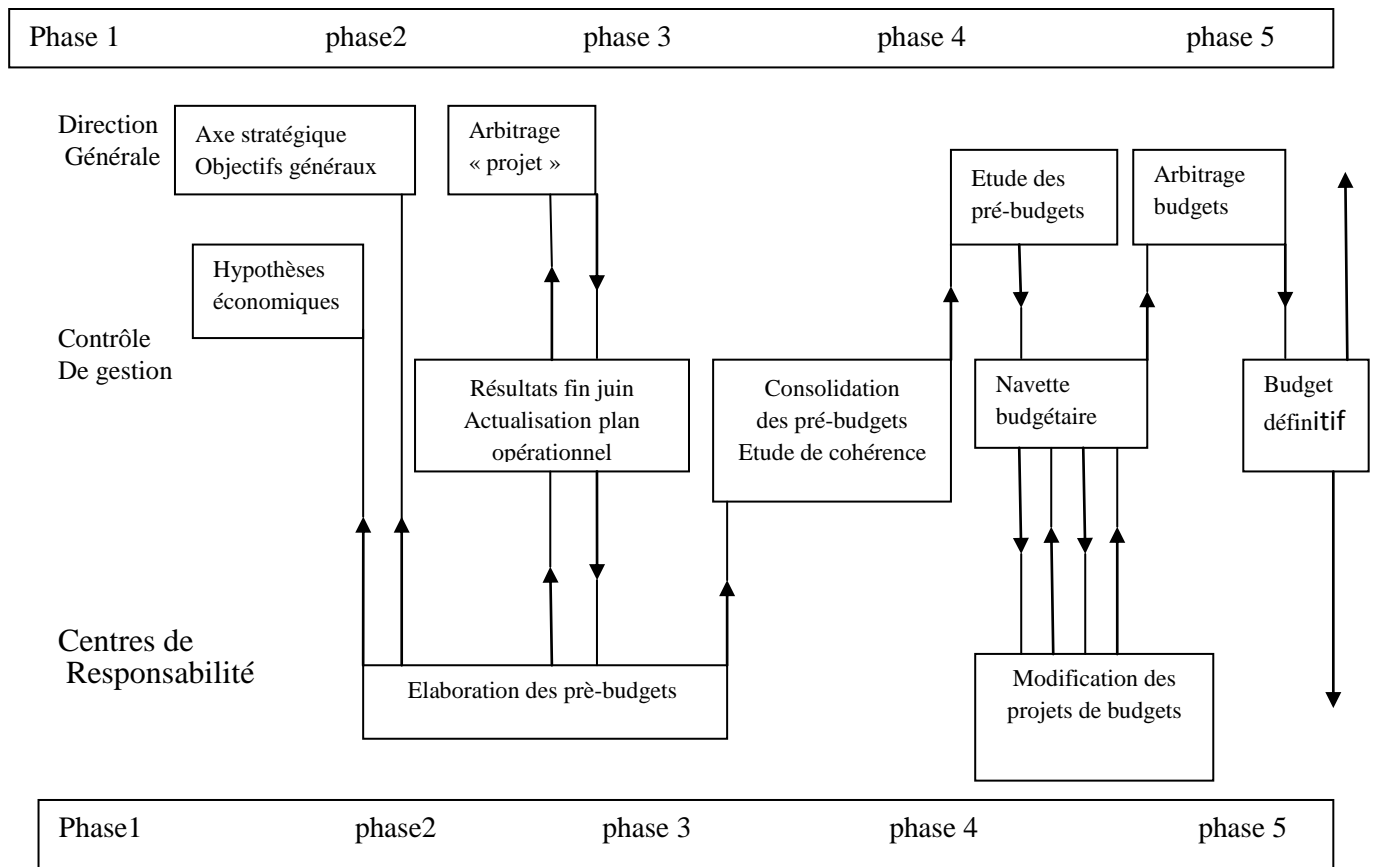 Phase 1 phase2 phase 3 phase 4 phase 5
Direction
Générale
Axe stratégique
Objectifs généraux
Arbitrage
« projet »
Etude des
pré-budgets
Arbitrage
budgets
Hypothèses
économiques
Contrôle
De gestion
Résultats fin juin
Actualisation plan
opérationnel
Consolidation
des pré-budgets
Etude de cohérence
Navette
budgétaire
Budget
définitif
Centres de
Responsabilité
Elaboration des prè-budgets
Modification des
projets de budgets
Phase1 phase2 phase 3 phase 4 phase 5